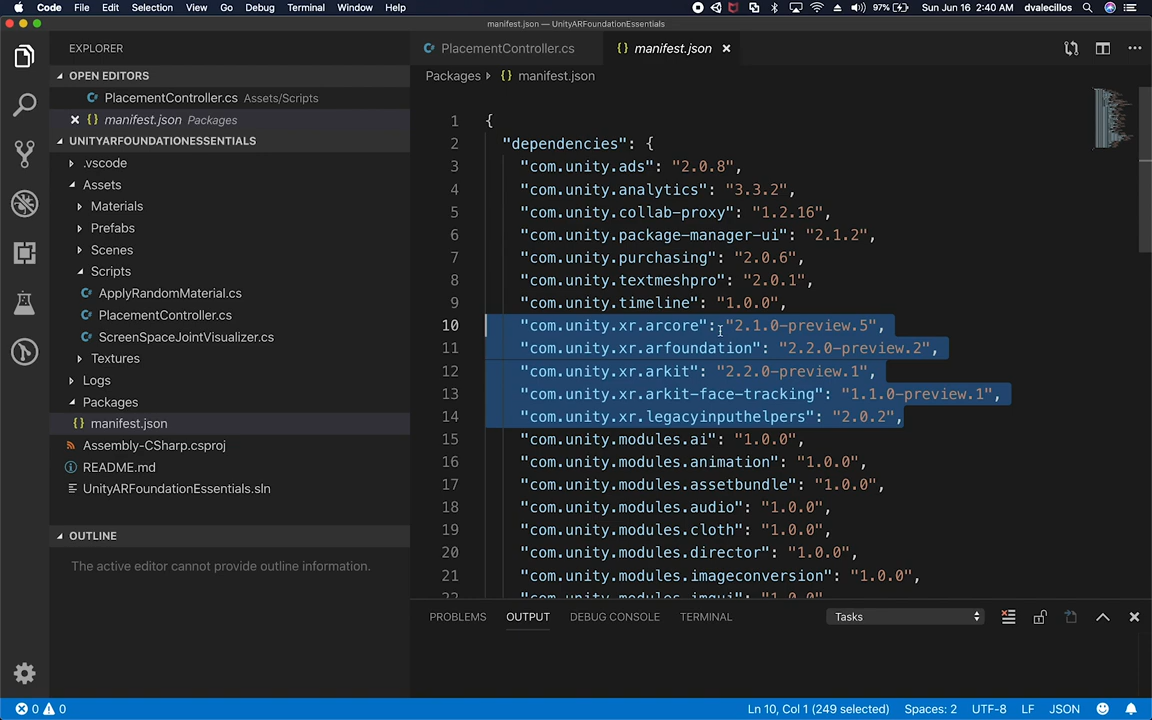 Code File Edit Selection View Go Debug Terminal Window Help 97% Sun Jun 16 2:40 AM dvalecillos
manifest.json — UnityARFoundationEssentials
EXPLORER
OPEN EDITORS
PlacementController.cs Assets/Scripts
manifest.json Packages
UNITYARFOUNDATIONESSENTIALS
.vscode
Assets
Materials
Prefabs
Scenes
Scripts
ApplyRandomMaterial.cs
PlacementController.cs
ScreenSpaceJointVisualizer.cs
Textures
Logs
Packages
{} manifest.json
Assembly-CSharp.csproj
README.md
UnityARFoundationEssentials.sln
OUTLINE
The active editor cannot provide outline information.
PlacementController.cs {} manifest.json
Packages {} manifest.json
1 {
2 "dependencies": {
3 "com.unity.ads": "2.0.8",
4 "com.unity.analytics": "3.3.2",
5 "com.unity.collab-proxy": "1.2.16",
6 "com.unity.package-manager-ui": "2.1.2",
7 "com.unity.purchasing": "2.0.6",
8 "com.unity.textmeshpro": "2.0.1",
9 "com.unity.timeline": "1.0.0",
10 "com.unity.xr.arcore": "2.1.0-preview.5",
11 "com.unity.xr.arfoundation": "2.2.0-preview.2",
12 "com.unity.xr.arkit": "2.2.0-preview.1",
13 "com.unity.xr.arkit-face-tracking": "1.1.0-preview.1",
14 "com.unity.xr.legacyinputhelpers": "2.0.2",
15 "com.unity.modules.ai": "1.0.0",
16 "com.unity.modules.animation": "1.0.0",
17 "com.unity.modules.assetbundle": "1.0.0",
18 "com.unity.modules.audio": "1.0.0",
19 "com.unity.modules.cloth": "1.0.0",
20 "com.unity.modules.director": "1.0.0",
21 "com.unity.modules.imageconversion": "1.0.0",
22 "com.unity.modules.imgui": "1.0.0",
PROBLEMS OUTPUT DEBUG CONSOLE TERMINAL Tasks
0 0 Ln 10, Col 1 (249 selected) Spaces: 2 UTF-8 LF JSON